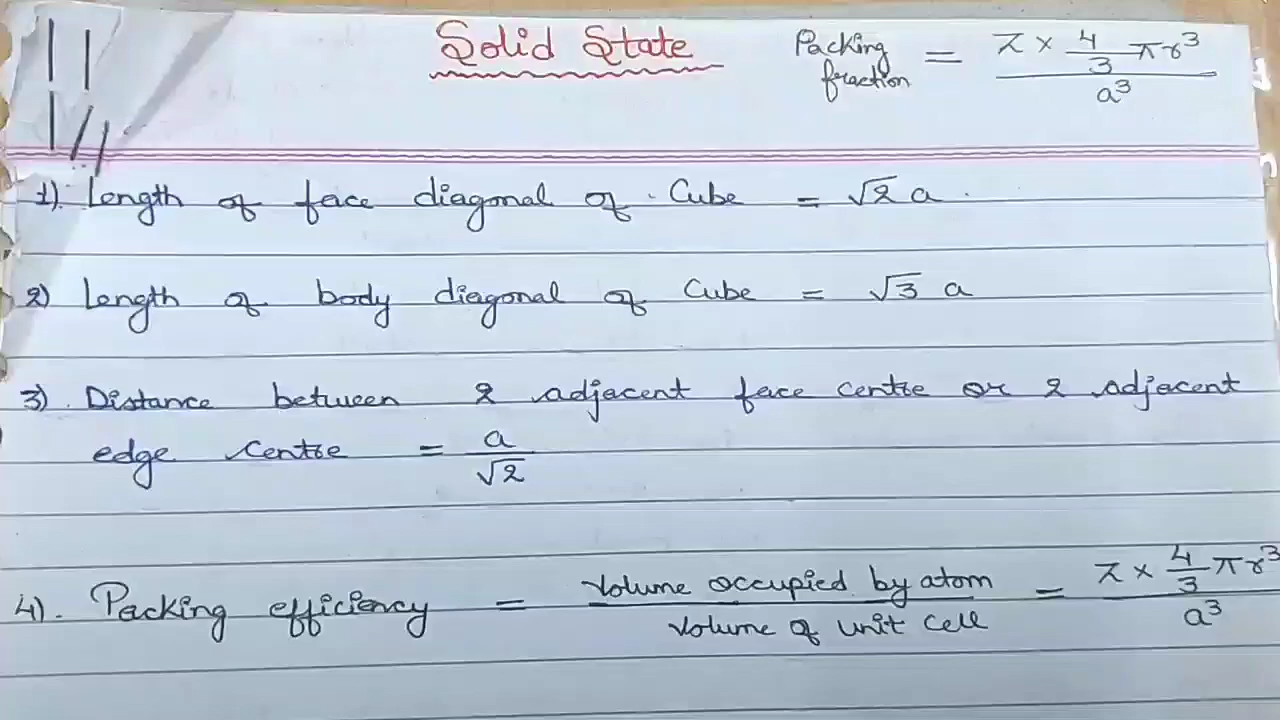 Solid State
Packing fraction = z × 4/3 πr³ / a³
1). Length of face diagonal of Cube = √2 a.
2) Length of body diagonal of Cube = √3 a
3). Distance between 2 adjacent face centre or 2 adjacent
edge centre = a/√2
4). Packing efficiency = Volume occupied by atom / Volume of unit cell = z × 4/3 πr³ / a³